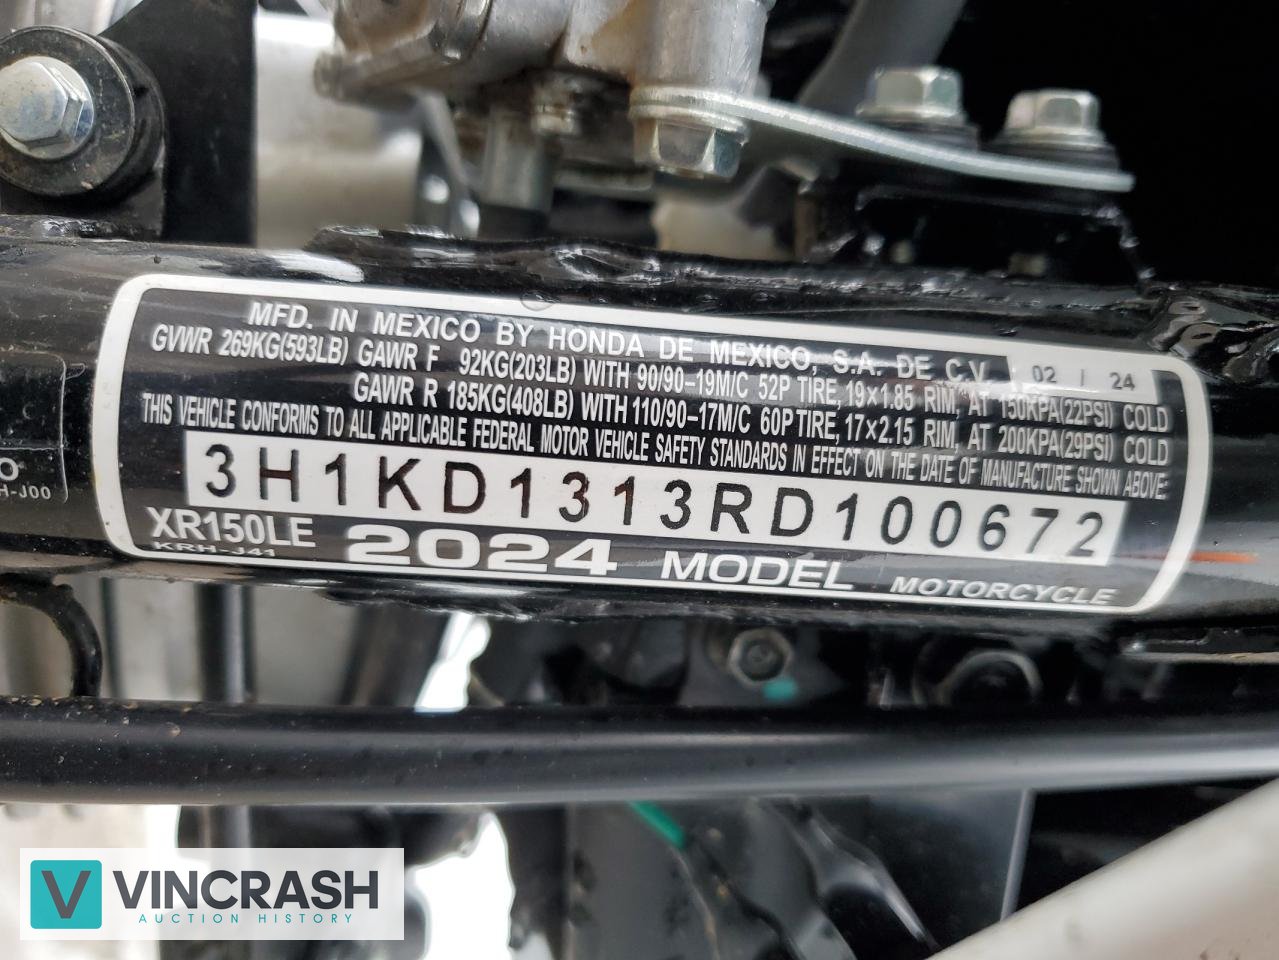 MFD. IN MEXICO BY HONDA DE MEXICO, S.A. DE C.V. 02 / 24
GVWR 269KG(593LB) GAWR F 92KG(203LB) WITH 90/90-19M/C 52P TIRE, 19×1.85 RIM, AT 150KPA(22PSI) COLD
GAWR R 185KG(408LB) WITH 110/90-17M/C 60P TIRE, 17×2.15 RIM, AT 200KPA(29PSI) COLD
THIS VEHICLE CONFORMS TO ALL APPLICABLE FEDERAL MOTOR VEHICLE SAFETY STANDARDS IN EFFECT ON THE DATE OF MANUFACTURE SHOWN ABOVE:
3H1KD1313RD100672
XR150LE 2024 MODEL MOTORCYCLE
KRH-J41
H-J00
V VINCRASH
AUCTION HISTORY